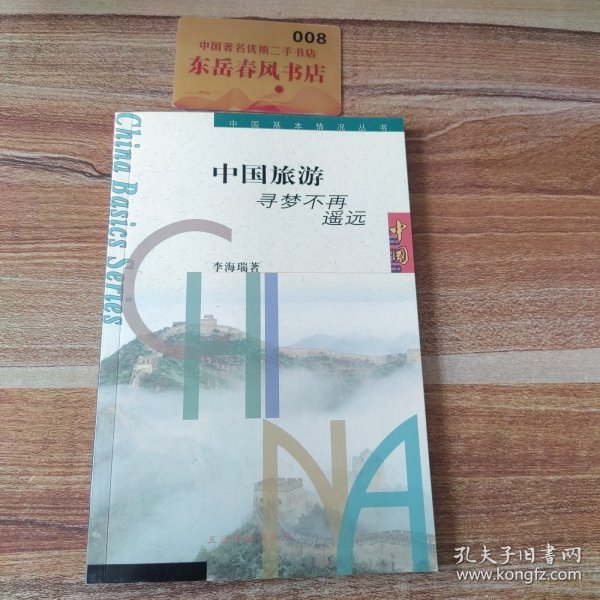 008
中国著名优质二手书店
东岳春风书店
中国基本情况丛书
China Basics Series
中国旅游
寻梦不再
遥远
中
国
李海瑞著
CHI
NA
孔夫子旧书网
www.kongfz.com